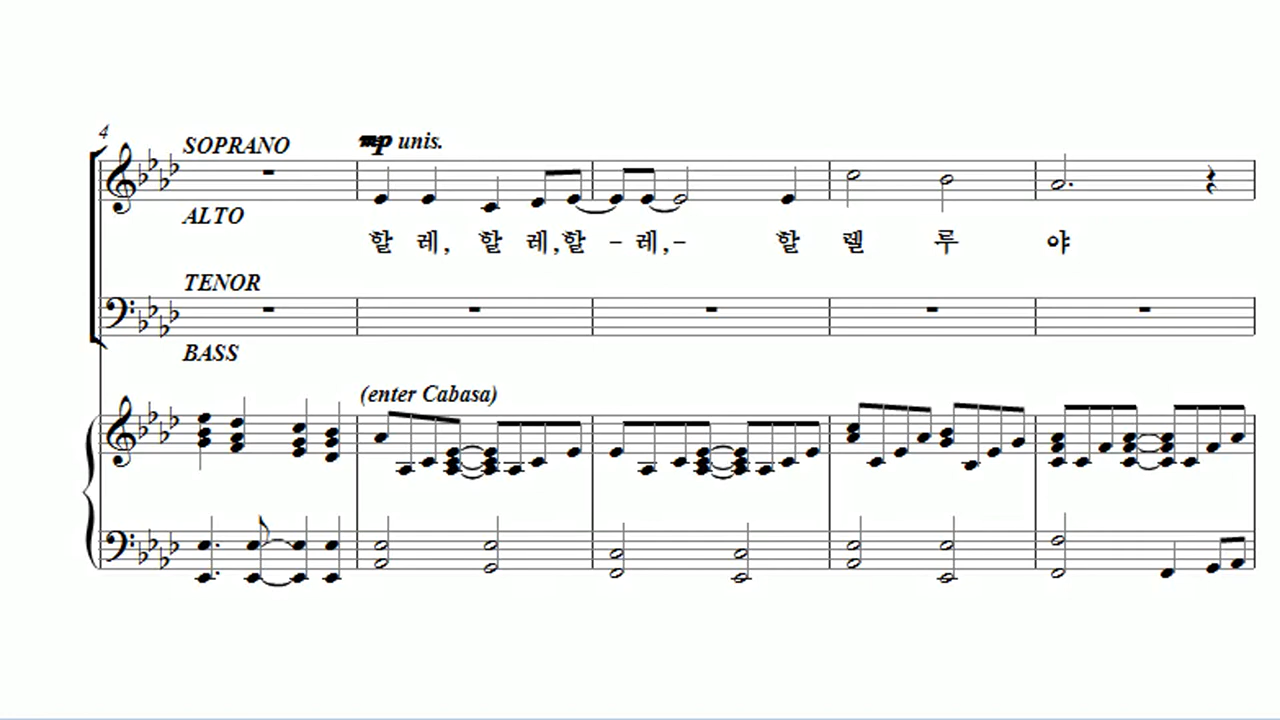 4
SOPRANO
mp unis.
ALTO
할 레, 할 레,할 - 레,- 할 렐 루 야
TENOR
BASS
(enter Cabasa)